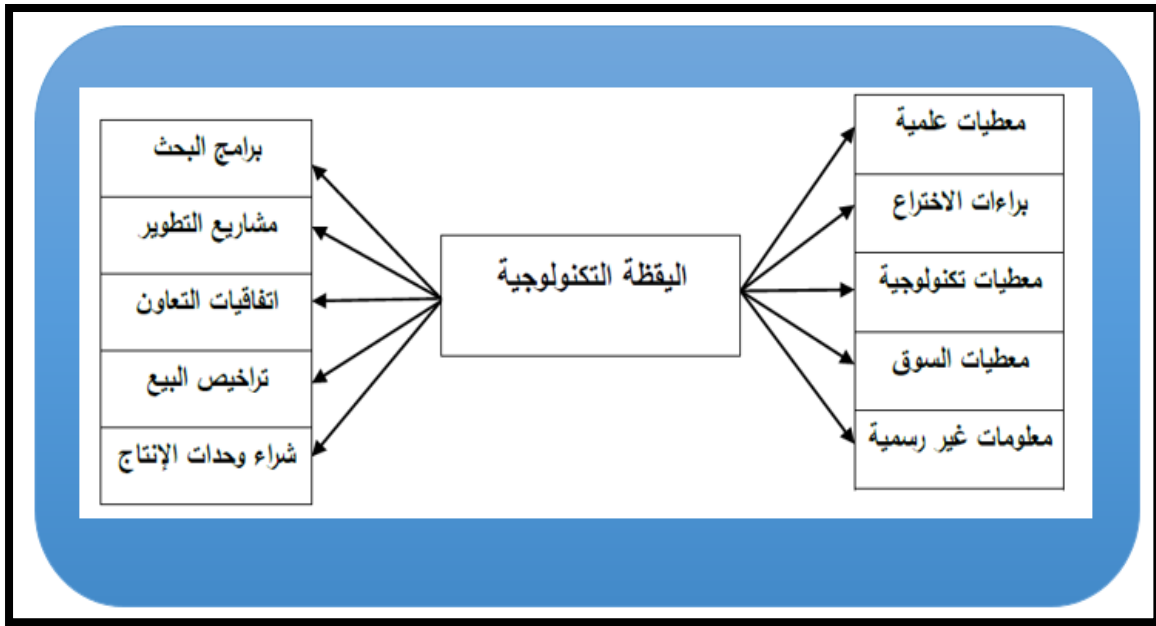 معطيات علمية
براءات الاختراع
معطيات تكنولوجية
معطيات السوق
معلومات غير رسمية
اليقظة التكنولوجية
برامج البحث
مشاريع التطوير
اتفاقيات التعاون
تراخيص البيع
شراء وحدات الإنتاج